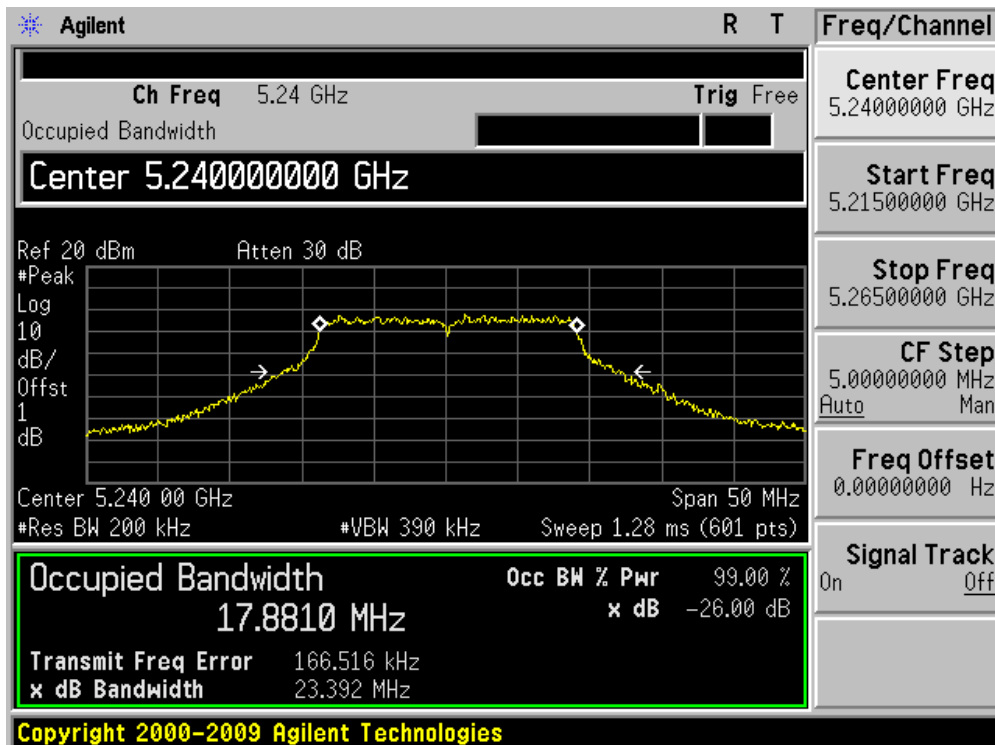 Agilent R T
Freq/Channel
Ch Freq 5.24 GHz Trig Free
Occupied Bandwidth
Center 5.240000000 GHz
Ref 20 dBm Atten 30 dB
#Peak
Log
10
dB/
Offst
1
dB
Center 5.240 00 GHz Span 50 MHz
#Res BW 200 kHz #VBW 390 kHz Sweep 1.28 ms (601 pts)
Occupied Bandwidth
17.8810 MHz
Occ BW % Pwr 99.00 %
x dB -26.00 dB
Transmit Freq Error 166.516 kHz
x dB Bandwidth 23.392 MHz
Copyright 2000-2009 Agilent Technologies
Center Freq
5.24000000 GHz
Start Freq
5.21500000 GHz
Stop Freq
5.26500000 GHz
CF Step
5.00000000 MHz
Auto Man
Freq Offset
0.00000000 Hz
Signal Track
On Off